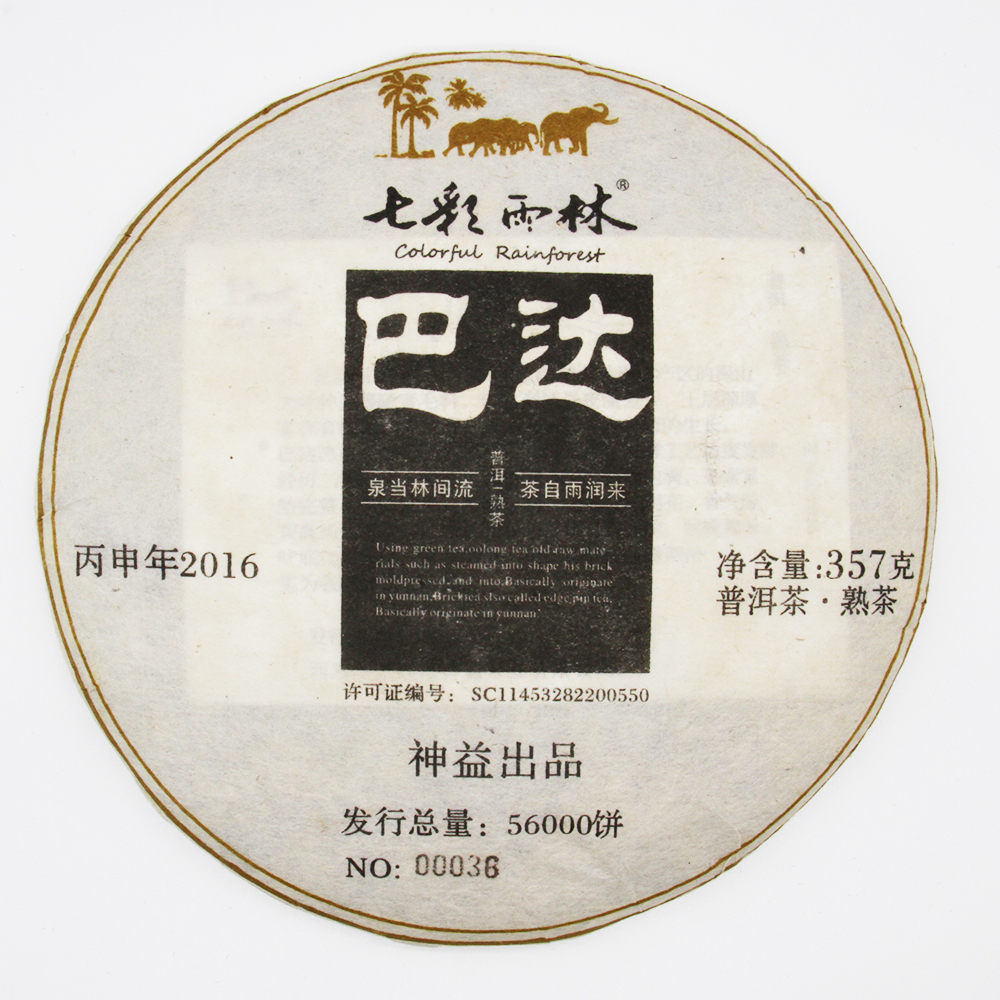 七彩雨林®
Colorful Rainforest
巴达
普洁|熟茶
泉当林间流
茶自雨润来
Using green tea,oolong tea old raw mate
rials such as steamed into shape his brick
moldpressed,and into.Basically originate
in yunnan,Bricktea slso called edge,pin tea,
Basically originate in yunnan
丙申年2016
净含量:357克
普洱茶·熟茶
许可证编号：SC11453282200550
神益出品
发行总量：56000饼
NO: 00036